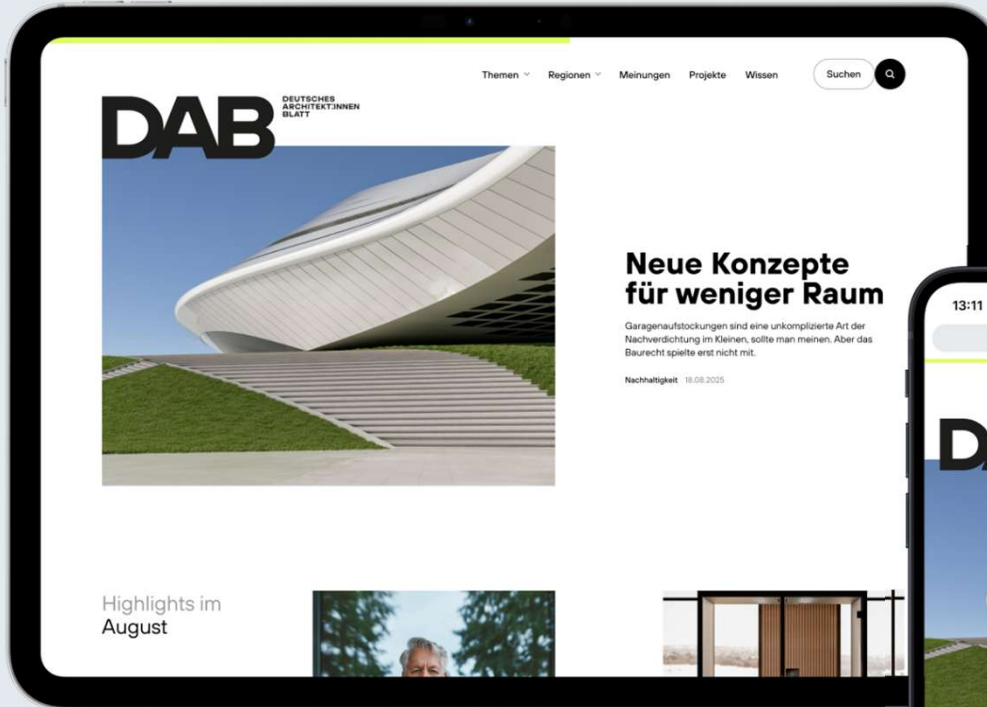 Themen Regionen Meinungen Projekte Wissen Suchen
DAB
DEUTSCHES
ARCHITEKT:INNEN
BLATT
Neue Konzepte
für weniger Raum
Garagenaufstockungen sind eine unkomplizierte Art der
Nachverdichtung im Kleinen, sollte man meinen. Aber das
Baurecht spielte erst nicht mit.
Nachhaltigkeit 18.08.2025
Highlights im
August
13:11